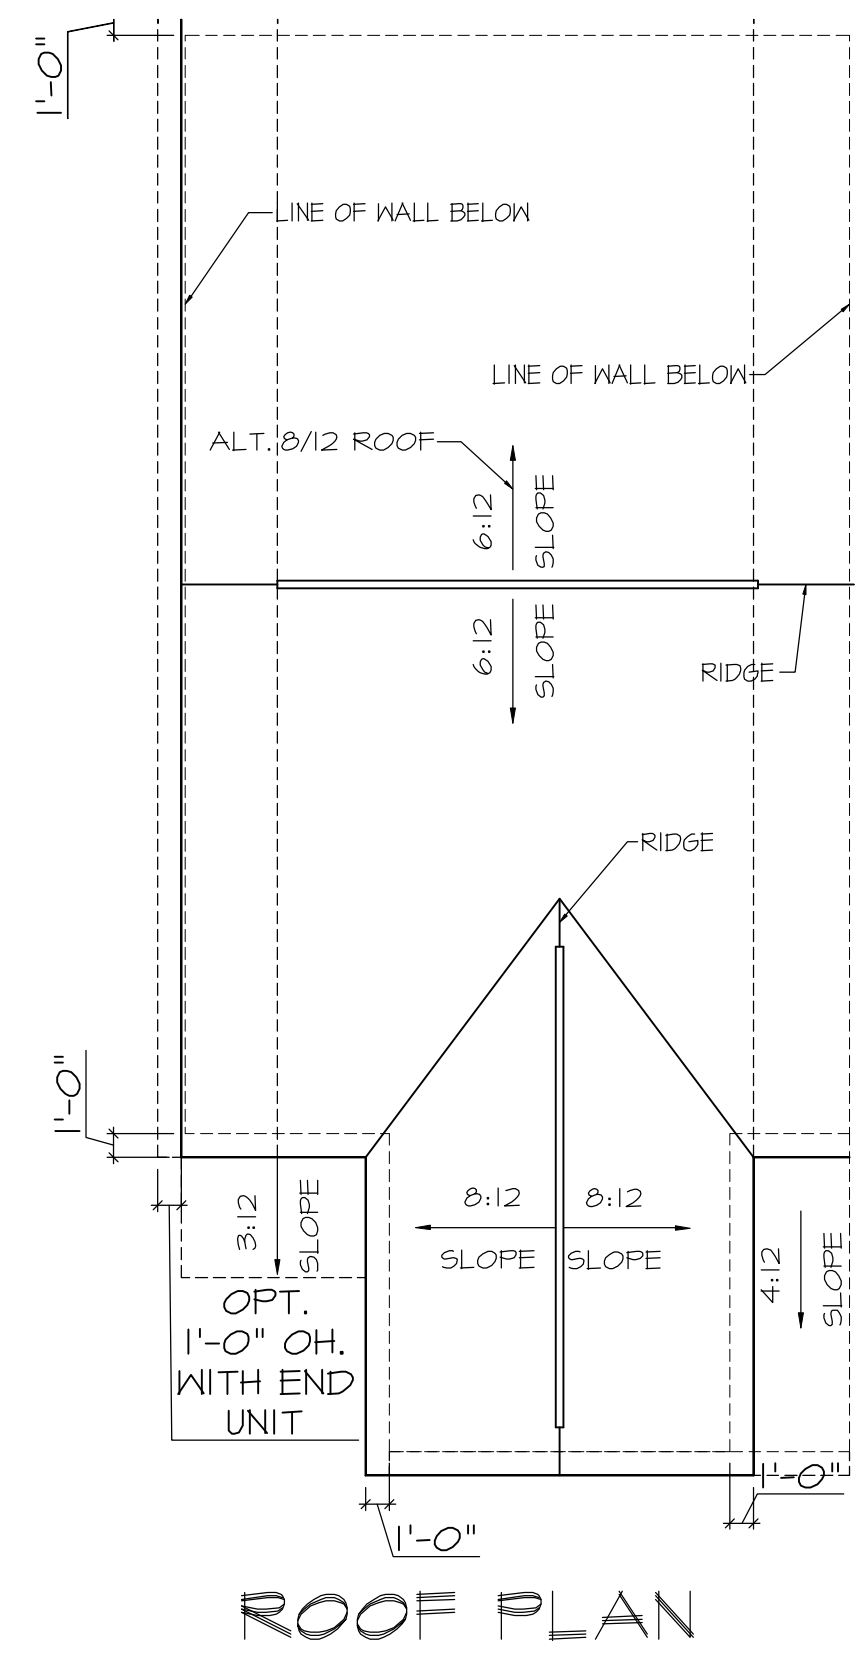 1'-0"
LINE OF WALL BELOW
LINE OF WALL BELOW
ALT. 8/12 ROOF
6:12
SLOPE
6:12
SLOPE
RIDGE
RIDGE
1'-0"
3:12
SLOPE
8:12
SLOPE
8:12
SLOPE
4:12
SLOPE
OPT.
1'-0" OH.
WITH END
UNIT
1'-0"
1'-0"
ROOF PLAN